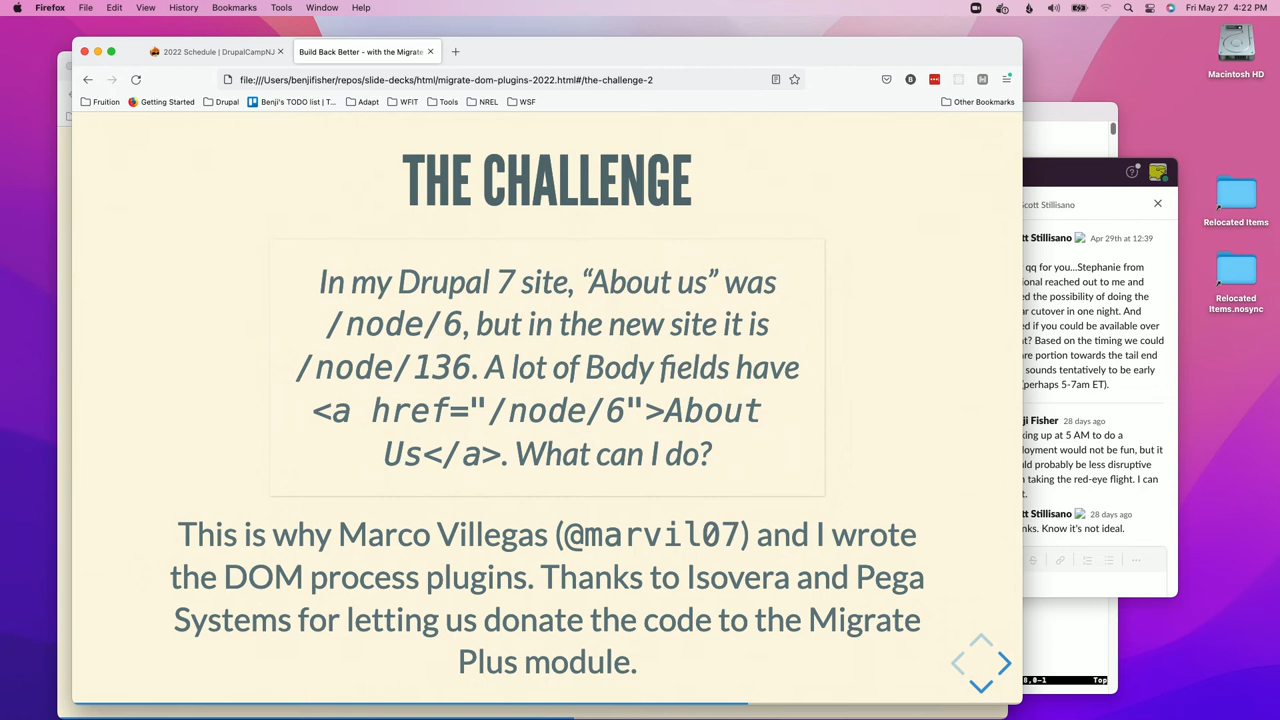 Firefox File Edit View History Bookmarks Tools Window Help
Fri May 27 4:22 PM
2022 Schedule | DrupalCampNJ
Build Back Better - with the Migrate
file:///Users/benjifisher/repos/slide-decks/html/migrate-dom-plugins-2022.html#/the-challenge-2
Fruition Getting Started Drupal Benji's TODO list | T... Adapt WFIT Tools NREL WSF Other Bookmarks
THE CHALLENGE
In my Drupal 7 site, “About us” was
/node/6, but in the new site it is
/node/136. A lot of Body fields have
<a href="/node/6">About
Us</a>. What can I do?
This is why Marco Villegas (@marvil07) and I wrote
the DOM process plugins. Thanks to Isovera and Pega
Systems for letting us donate the code to the Migrate
Plus module.
Stillisano
Stillisano Apr 29th at 12:39
qq for you...Stephanie from
reached out to me and
the possibility of doing the
cutover in one night. And
if you could be available over
? Based on the timing we could
portion towards the tail end
sounds tentatively to be early
(perhaps 5-7am ET).
Fisher 28 days ago
up at 5 AM to do a
would not be fun, but it
probably be less disruptive
taking the red-eye flight. I can
Stillisano 28 days ago
Know it's not ideal.
8,0-1 Top
Macintosh HD
Relocated Items
Relocated
Items.nosync